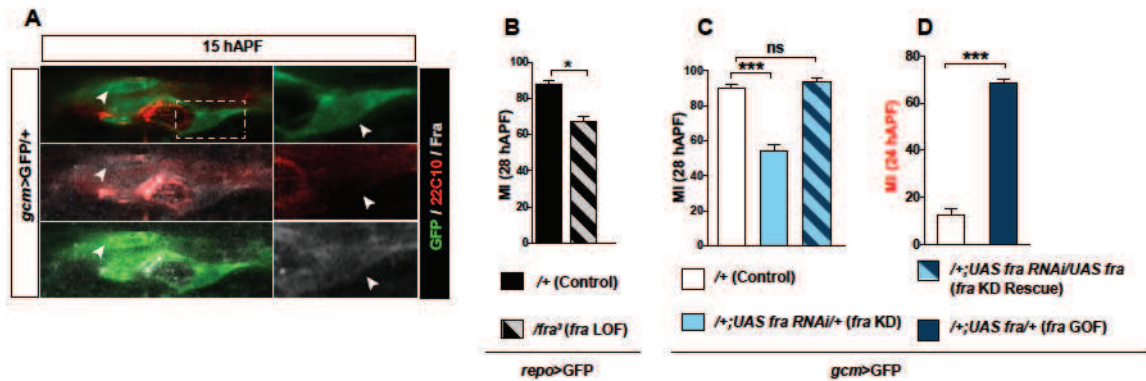 A
15 hAPF
gcm>GFP/+
GFP / 22C10 / Fra
B
MI (28 hAPF)
100
80
60
40
20
0
*
/+ (Control)
/fra³ (fra LOF)
repo>GFP
C
MI (28 hAPF)
100
80
60
40
20
0
ns
***
/+ (Control)
/+;UAS fra RNAi/+ (fra KD)
D
MI (24 hAPF)
80
60
40
20
0
***
/+;UAS fra RNAi/UAS fra
(fra KD Rescue)
/+;UAS fra/+ (fra GOF)
gcm>GFP